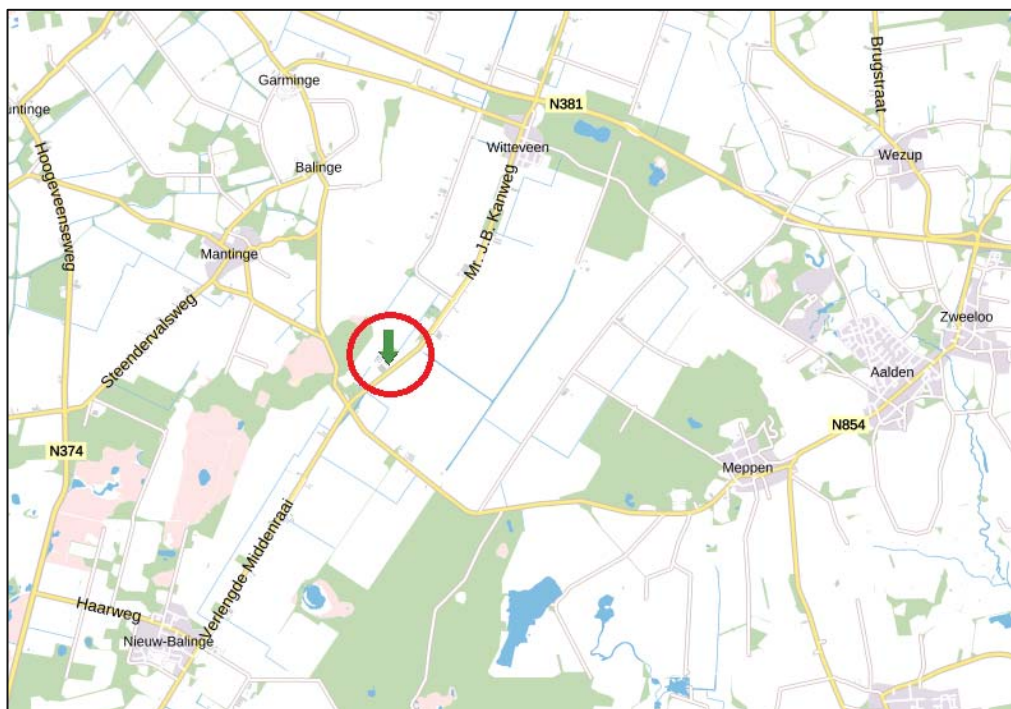 Garminge
N381
Brugstraat
untinge
Hoogeveenseweg
Witteveen
Wezup
Balinge
Mr. J.B. Kanweg
Mantinge
Steendervalsweg
Zweeloo
Aalden
N854
N374
Meppen
Verlengde Middenraai
Haarweg
Nieuw-Balinge